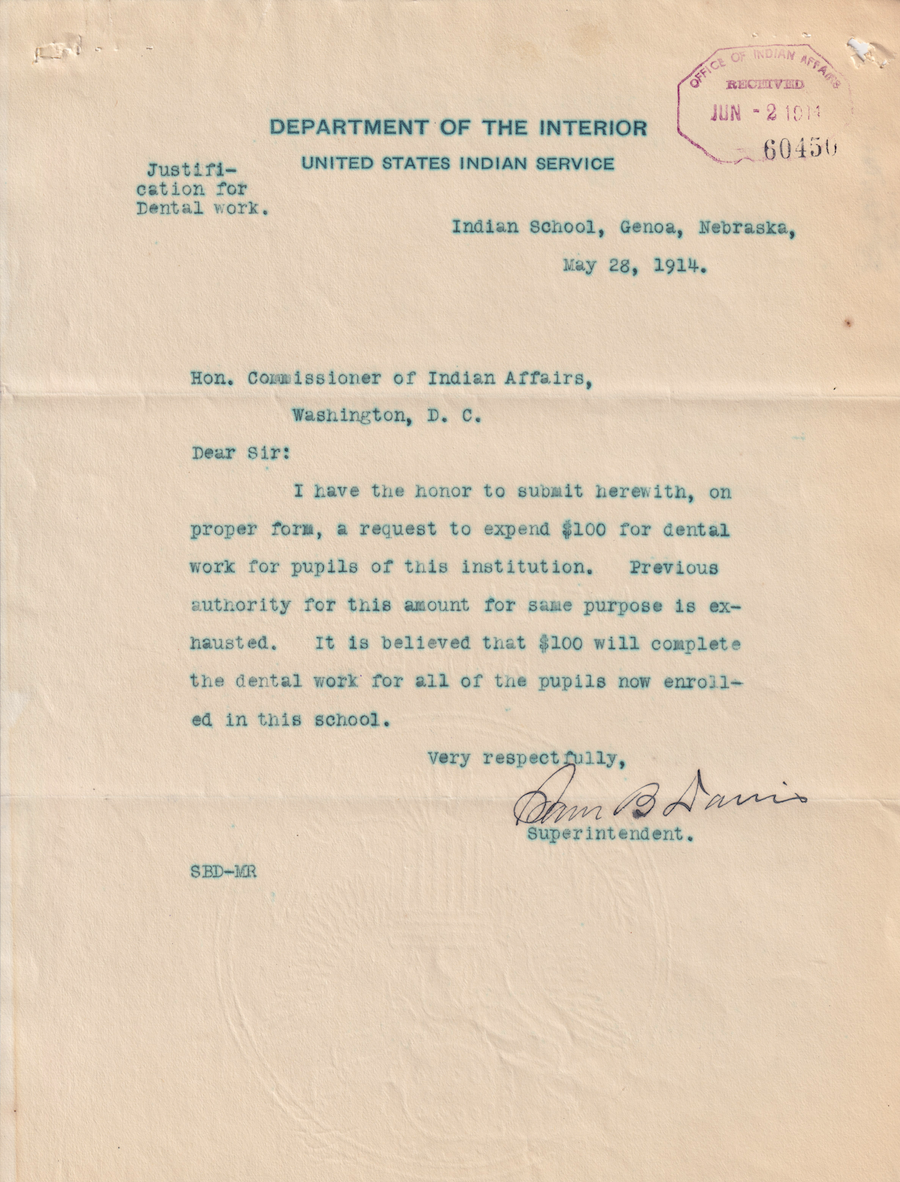 OFFICE OF INDIAN AFFAIRS
RECEIVED
JUN - 2 1914
60450
DEPARTMENT OF THE INTERIOR
UNITED STATES INDIAN SERVICE
Justifi-
cation for
Dental work.
Indian School, Genoa, Nebraska,
May 28, 1914.
Hon. Commissioner of Indian Affairs,
Washington, D. C.
Dear Sir:
I have the honor to submit herewith, on
proper form, a request to expend $100 for dental
work for pupils of this institution. Previous
authority for this amount for same purpose is ex-
hausted. It is believed that $100 will complete
the dental work for all of the pupils now enroll-
ed in this school.
Very respectfully,
Sam B Davis
Superintendent.
SBD-MR